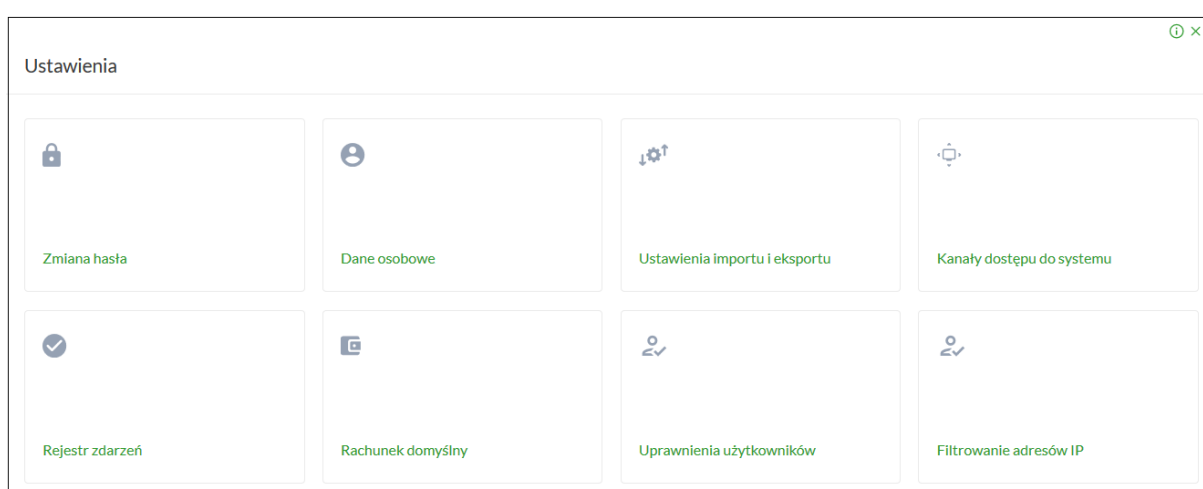 Ustawienia
Zmiana hasła
Dane osobowe
Ustawienia importu i eksportu
Kanały dostępu do systemu
Rejestr zdarzeń
Rachunek domyślny
Uprawnienia użytkowników
Filtrowanie adresów IP